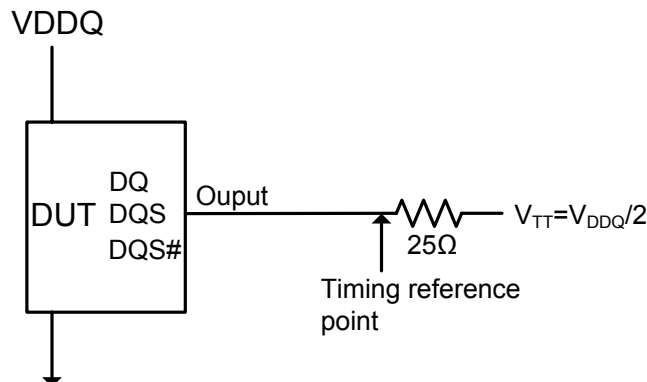 VDDQ
DUT
DQ
DQS
DQS#
Ouput
25Ω
VTT=VDDQ/2
Timing reference
point